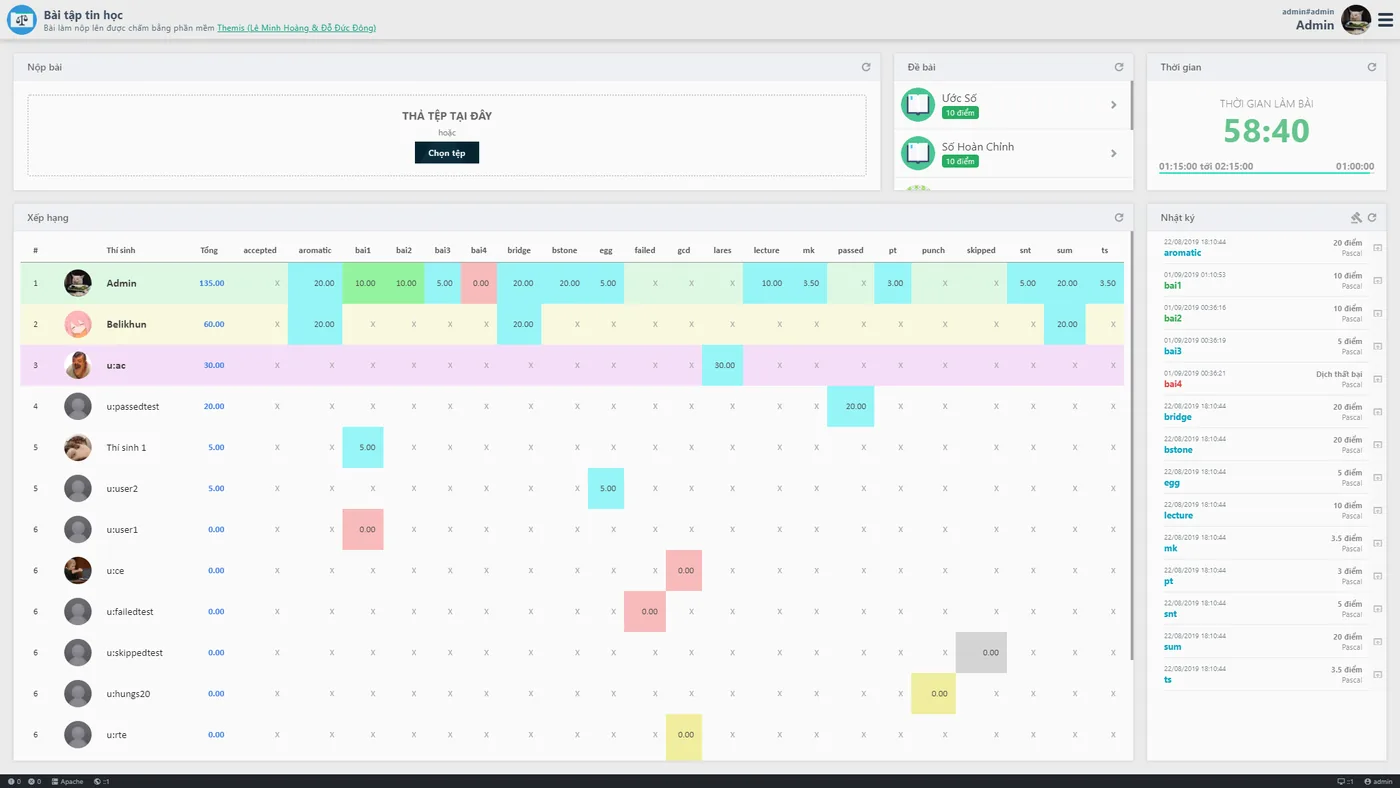 Bài tập tin học
Bài làm nộp lên được chấm bằng phần mềm Themis (Lê Minh Hoàng & Đỗ Đức Đông)
admin#admin
Admin
Nộp bài
THẢ TỆP TẠI ĐÂY
hoặc
Chọn tệp
Đề bài
Ước Số
10 điểm
Số Hoàn Chỉnh
10 điểm
Thời gian
THỜI GIAN LÀM BÀI
58:40
01:15:00 tới 02:15:00 01:00:00
Xếp hạng
# Thí sinh Tổng accepted aromatic bai1 bai2 bai3 bai4 bridge bstone egg failed gcd lares lecture mk passed pt punch skipped snt sum ts
1 Admin 135.00 X 20.00 10.00 10.00 5.00 0.00 20.00 20.00 5.00 X X X 10.00 3.50 X 3.00 X X 5.00 20.00 3.50
2 Belikhun 60.00 X 20.00 X X X X 20.00 X X X X X X X X X X X X 20.00 X
3 u:ac 30.00 X X X X X X X X X X X 30.00 X X X X X X X X X
4 u:passedtest 20.00 X X X X X X X X X X X X X X 20.00 X X X X X X
5 Thí sinh 1 5.00 X X 5.00 X X X X X X X X X X X X X X X X X X
5 u:user2 5.00 X X X X X X X X 5.00 X X X X X X X X X X X X
6 u:user1 0.00 X X 0.00 X X X X X X X X X X X X X X X X X X
6 u:ce 0.00 X X X X X X X X X X 0.00 X X X X X X X X X X
6 u:failedtest 0.00 X X X X X X X X X 0.00 X X X X X X X X X X X
6 u:skippedtest 0.00 X X X X X X X X X X X X X X X X X 0.00 X X X
6 u:hungs20 0.00 X X X X X X X X X X X X X X X X 0.00 X X X X
6 u:rte 0.00 X X X X X X X X X X 0.00 X X X X X X X X X X
Nhật ký
22/08/2019 18:10:44 20 điểm
aromatic Pascal
01/09/2019 01:10:53 10 điểm
bai1 Pascal
01/09/2019 00:36:16 10 điểm
bai2 Pascal
01/09/2019 00:36:19 5 điểm
bai3 Pascal
01/09/2019 00:36:21 Dịch thất bại
bai4 Pascal
22/08/2019 18:10:44 20 điểm
bridge Pascal
22/08/2019 18:10:44 20 điểm
bstone Pascal
22/08/2019 18:10:44 5 điểm
egg Pascal
22/08/2019 18:10:44 10 điểm
lecture Pascal
22/08/2019 18:10:44 3.5 điểm
mk Pascal
22/08/2019 18:10:44 3 điểm
pt Pascal
22/08/2019 18:10:44 5 điểm
snt Pascal
22/08/2019 18:10:44 20 điểm
sum Pascal
22/08/2019 18:10:44 3.5 điểm
ts Pascal
0 0 Apache ::1 ::1 admin